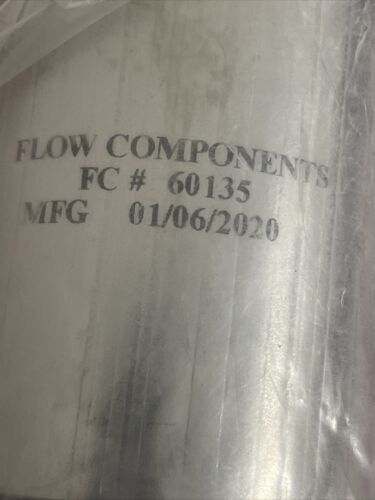 FLOW COMPONENTS
FC # 60135
MFG 01/06/2020